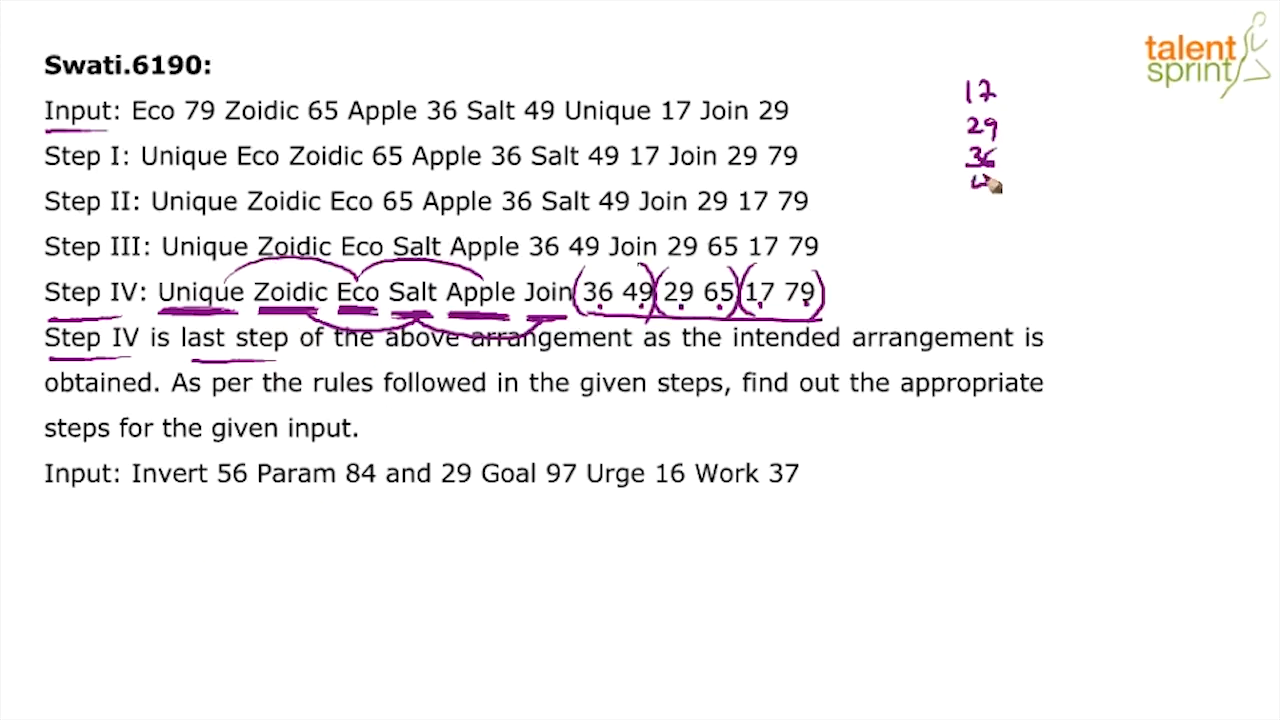 talent
sprint
Swati.6190:
Input: Eco 79 Zoidic 65 Apple 36 Salt 49 Unique 17 Join 29
Step I: Unique Eco Zoidic 65 Apple 36 Salt 49 17 Join 29 79
Step II: Unique Zoidic Eco 65 Apple 36 Salt 49 Join 29 17 79
Step III: Unique Zoidic Eco Salt Apple 36 49 Join 29 65 17 79
Step IV: Unique Zoidic Eco Salt Apple Join (36 49) (29 65) (17 79)
Step IV is last step of the above arrangement as the intended arrangement is
obtained. As per the rules followed in the given steps, find out the appropriate
steps for the given input.
Input: Invert 56 Param 84 and 29 Goal 97 Urge 16 Work 37
17
29
36